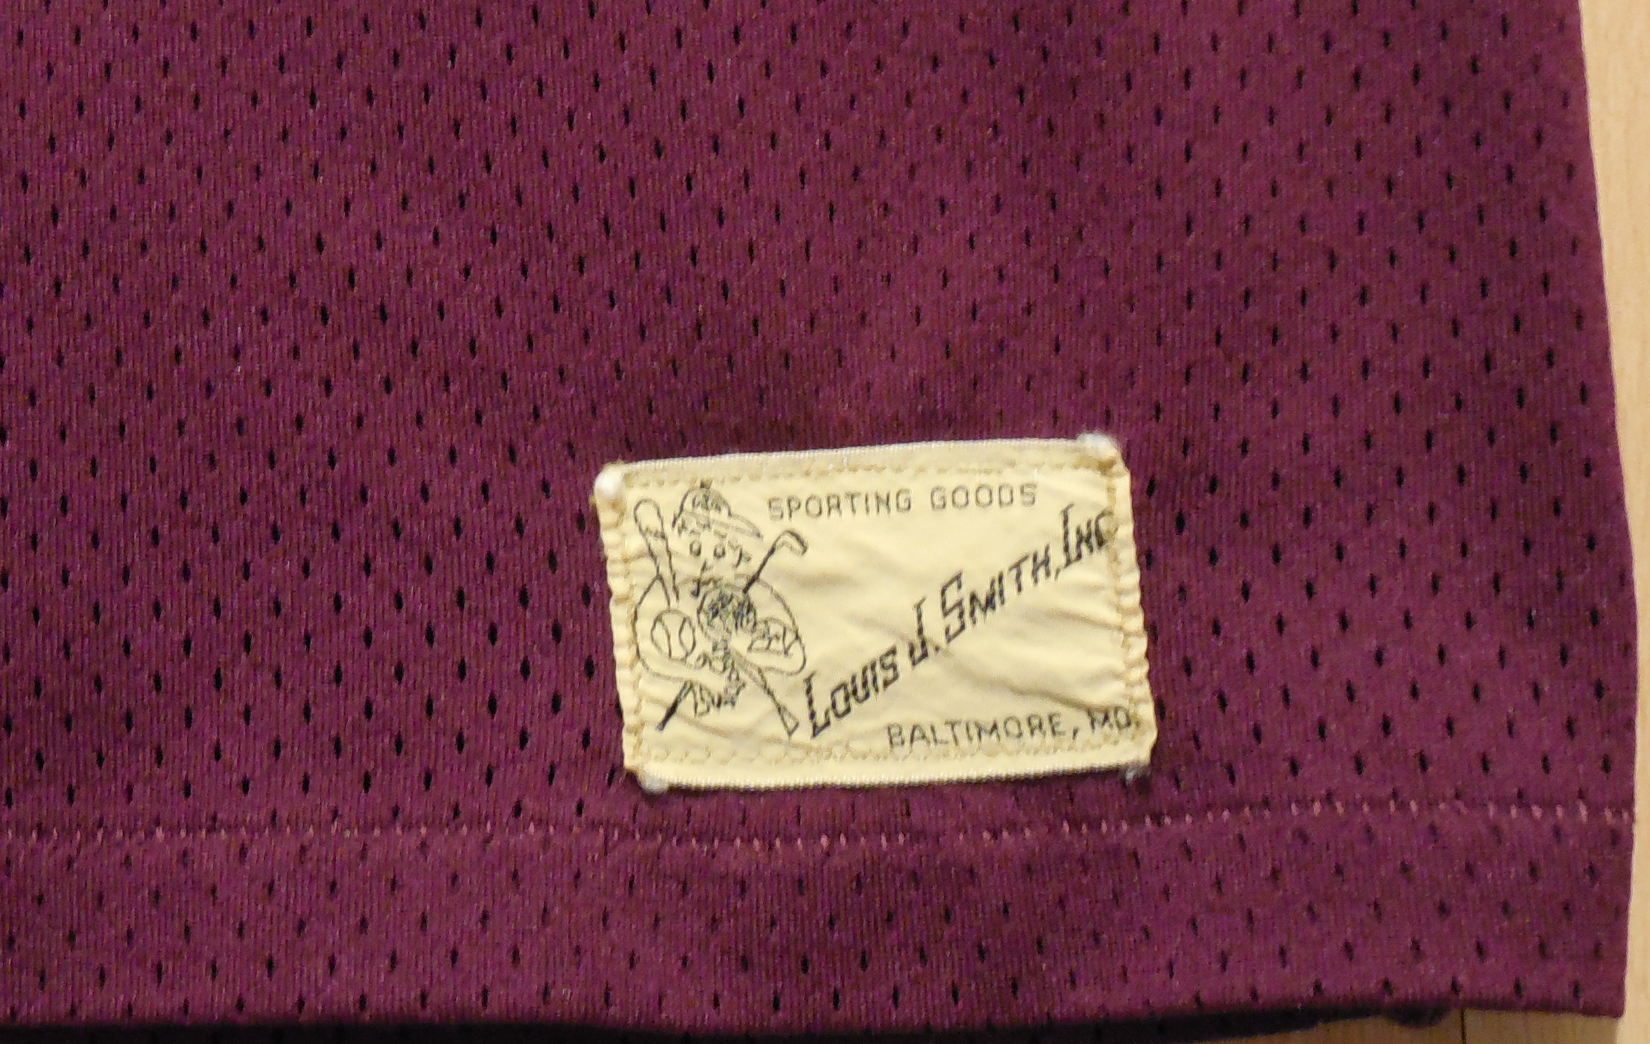 SPORTING GOODS
LOUIS J. SMITH, INC
BALTIMORE, MD.